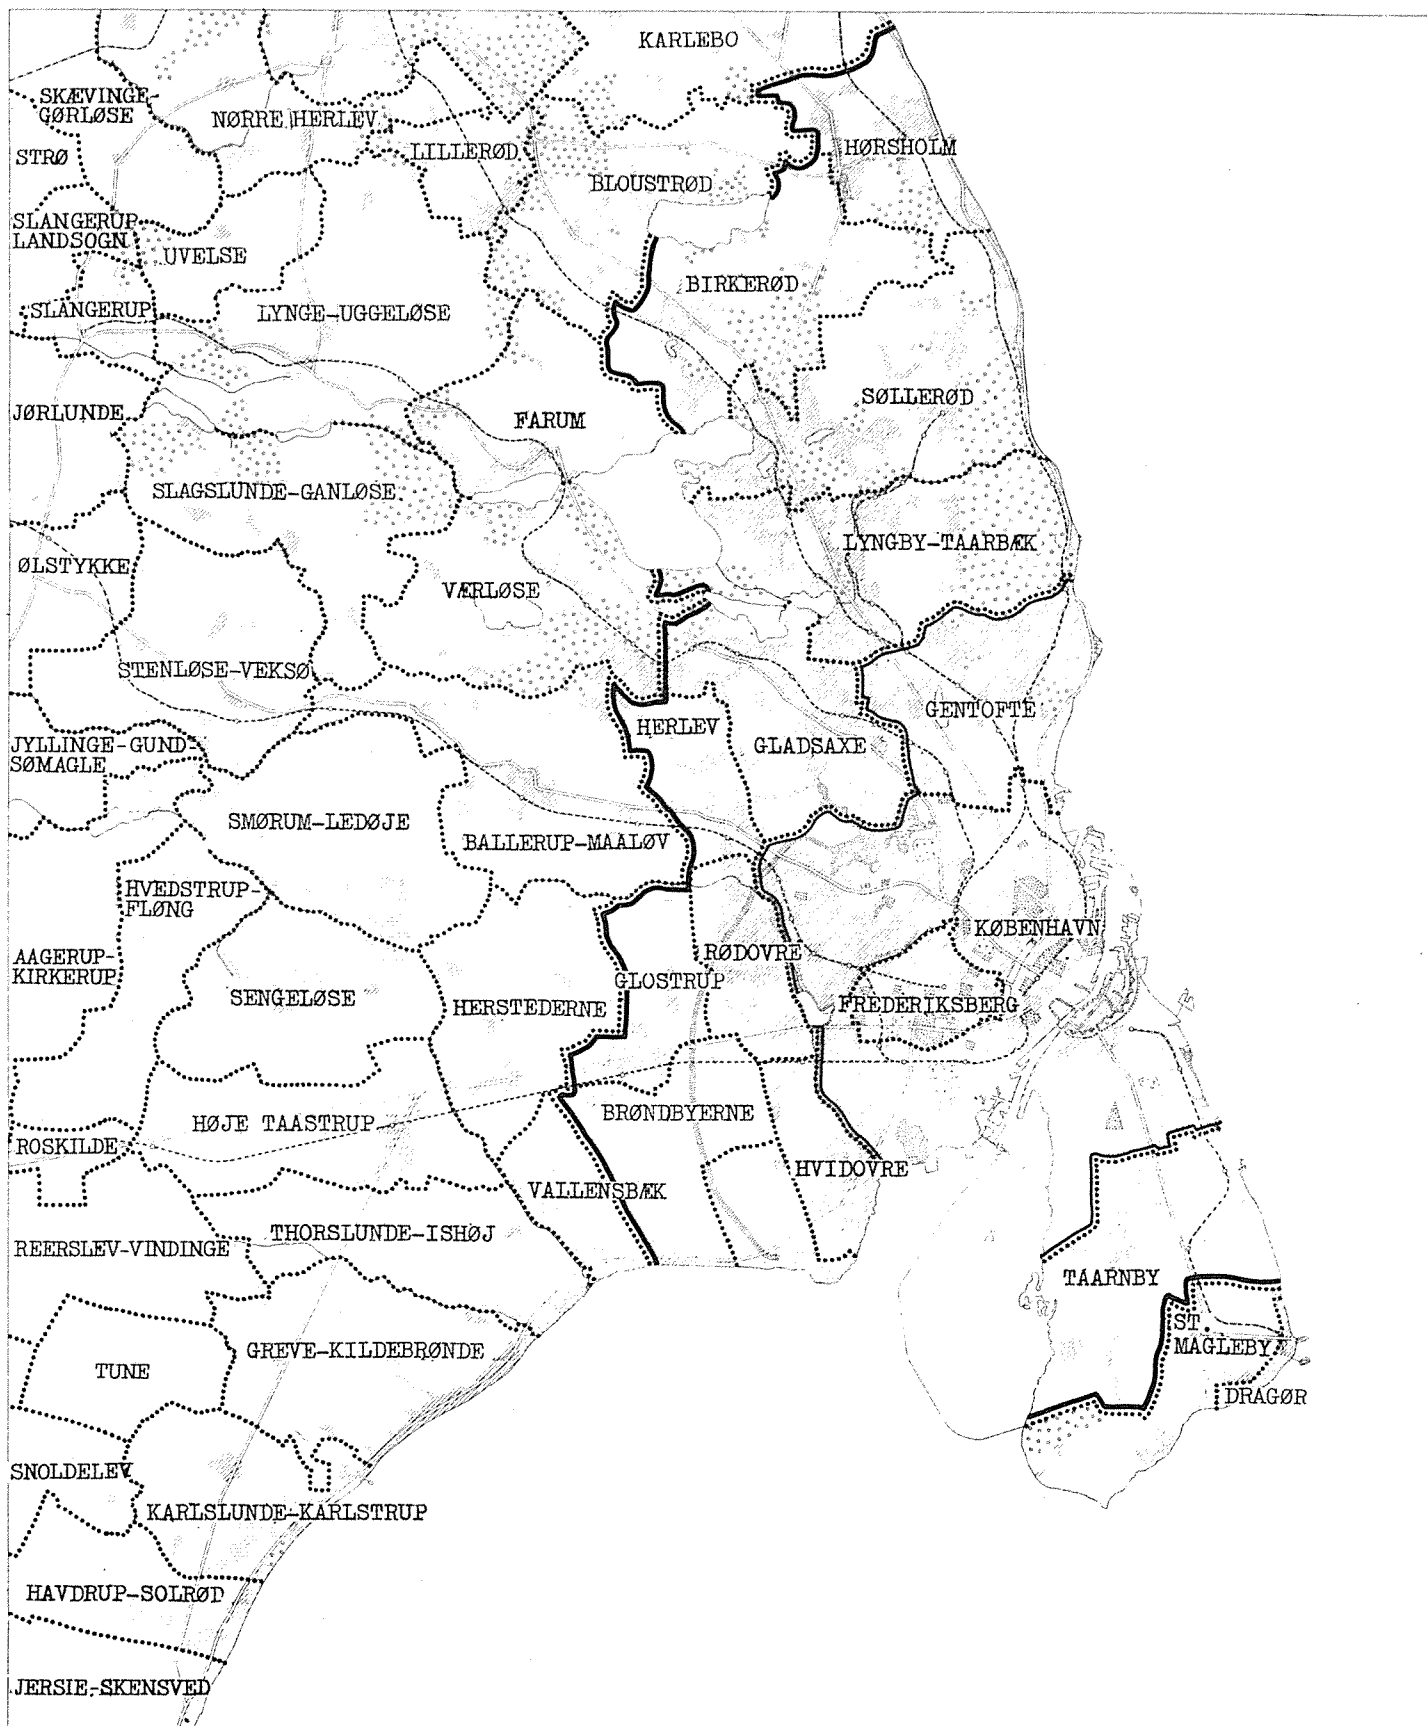 KARLEBO
SKÆVINGE-
GØRLØSE
NØRRE HERLEV
STRØ
LILLERØD
HØRSHOLM
BLOUSTRØD
SLANGERUP
LANDSOGN
UVELSE
BIRKERØD
SLANGERUP
LYNGE-UGGELØSE
JØRLUNDE
FARUM
SØLLERØD
SLAGSLUNDE-GANLØSE
LYNGBY-TAARBÆK
ØLSTYKKE
VÆRLØSE
STENLØSE-VEKSØ
GENTOFTE
HERLEV
GLADSAXE
JYLLINGE-GUND-
SØMAGLE
SMØRUM-LEDØJE
BALLERUP-MAALØV
HVEDSTRUP-
FLØNG
KØBENHAVN
AAGERUP-
KIRKERUP
RØDOVRE
GLOSTRUP
SENGELØSE
HERSTEDERNE
FREDERIKSBERG
HØJE TAASTRUP
BRØNDBYERNE
ROSKILDE
HVIDOVRE
VALLENSBÆK
REERSLEV-VINDINGE
THORSLUNDE-ISHØJ
TAARNBY
ST.
MAGLEBY
GREVE-KILDEBRØNDE
TUNE
DRAGØR
SNOLDELEV
KARLSLUNDE-KARLSTRUP
HAVDRUP-SOLRØD
JERSIE-SKENSVED